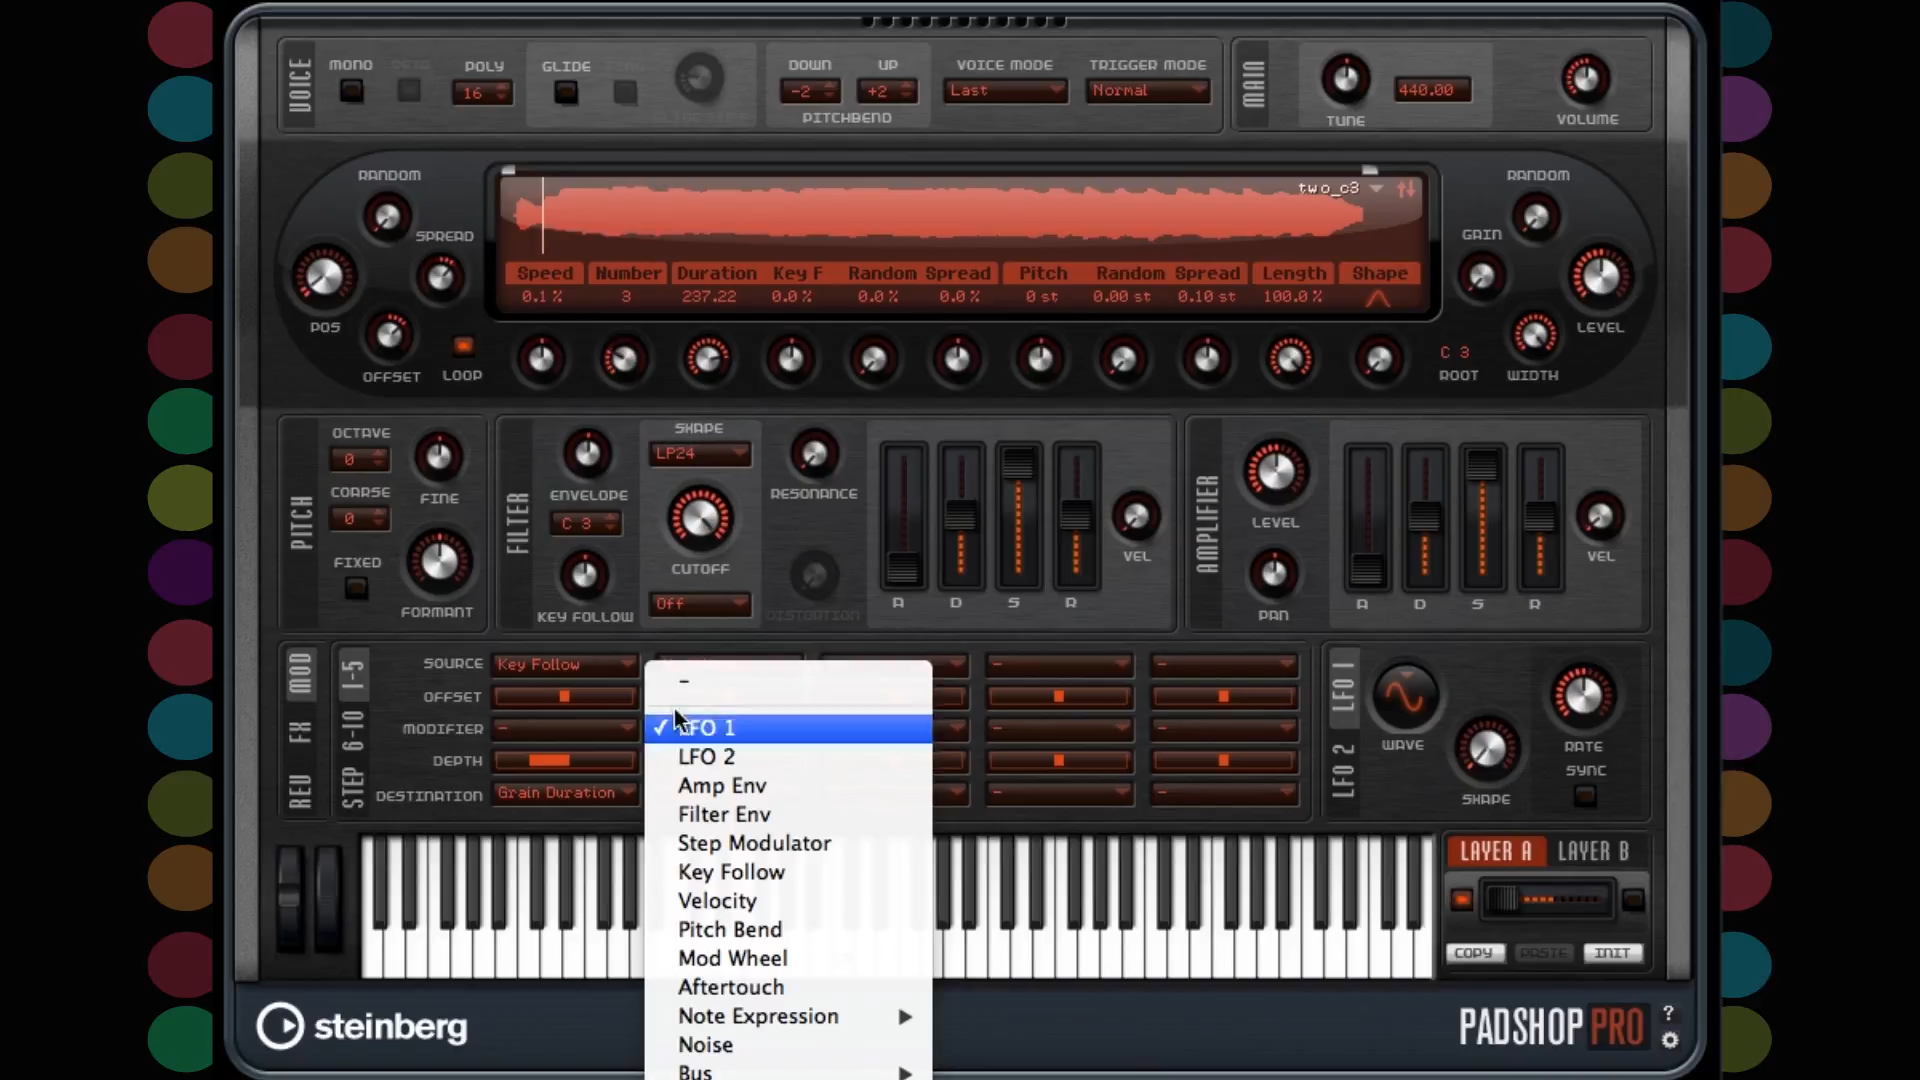 VOICE
MONO
POLY
16
GLIDE
DOWN
-2
UP
+2
PITCHBEND
VOICE MODE
Last
TRIGGER MODE
Normal
MAIN
TUNE
440.00
VOLUME
RANDOM
SPREAD
POS
OFFSET
LOOP
two_c3
Speed Number Duration Key F Random Spread Pitch Random Spread Length Shape
0.1 % 3 237.22 0.0 % 0.0 % 0.0 % 0 st 0.00 st 0.10 st 100.0 %
RANDOM
GAIN
LEVEL
C 3
ROOT
WIDTH
PITCH
OCTAVE
0
COARSE
0
FINE
FIXED
FORMANT
FILTER
ENVELOPE
C 3
KEY FOLLOW
SHAPE
LP24
CUTOFF
Off
RESONANCE
DISTORTION
A D S R
VEL
AMPLIFIER
LEVEL
PAN
A D S R
VEL
MOD
FX
REV
1-5
6-10
STEP
SOURCE Key Follow - -
OFFSET
MODIFIER - - -
DEPTH
DESTINATION Grain Duration - -
-
✓ LFO 1
LFO 2
Amp Env
Filter Env
Step Modulator
Key Follow
Velocity
Pitch Bend
Mod Wheel
Aftertouch
Note Expression
Noise
Bus
LFO 1
LFO 2
WAVE
SHAPE
RATE
SYNC
LAYER A LAYER B
COPY PASTE INIT
steinberg
PADSHOP PRO
?